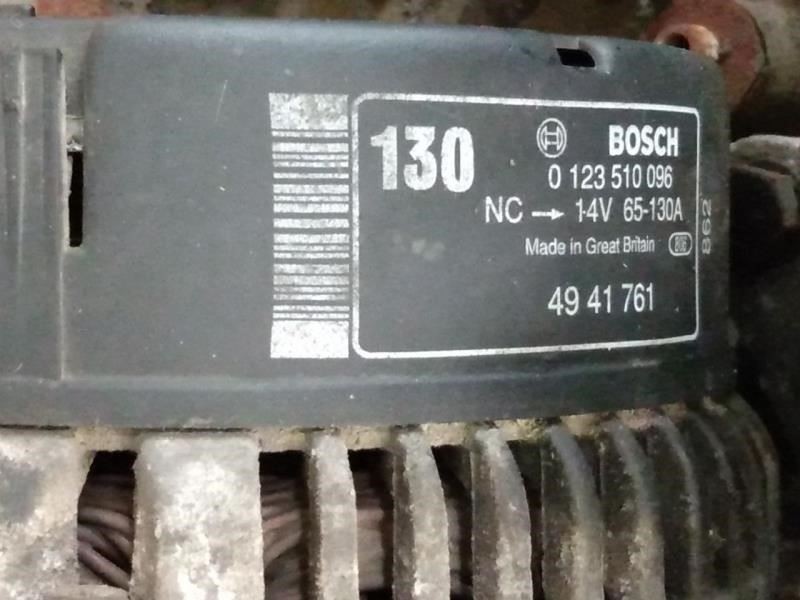 130
BOSCH
0 123 510 096
NC → 14V 65-130A
Made in Great Britain
49 41 761
862